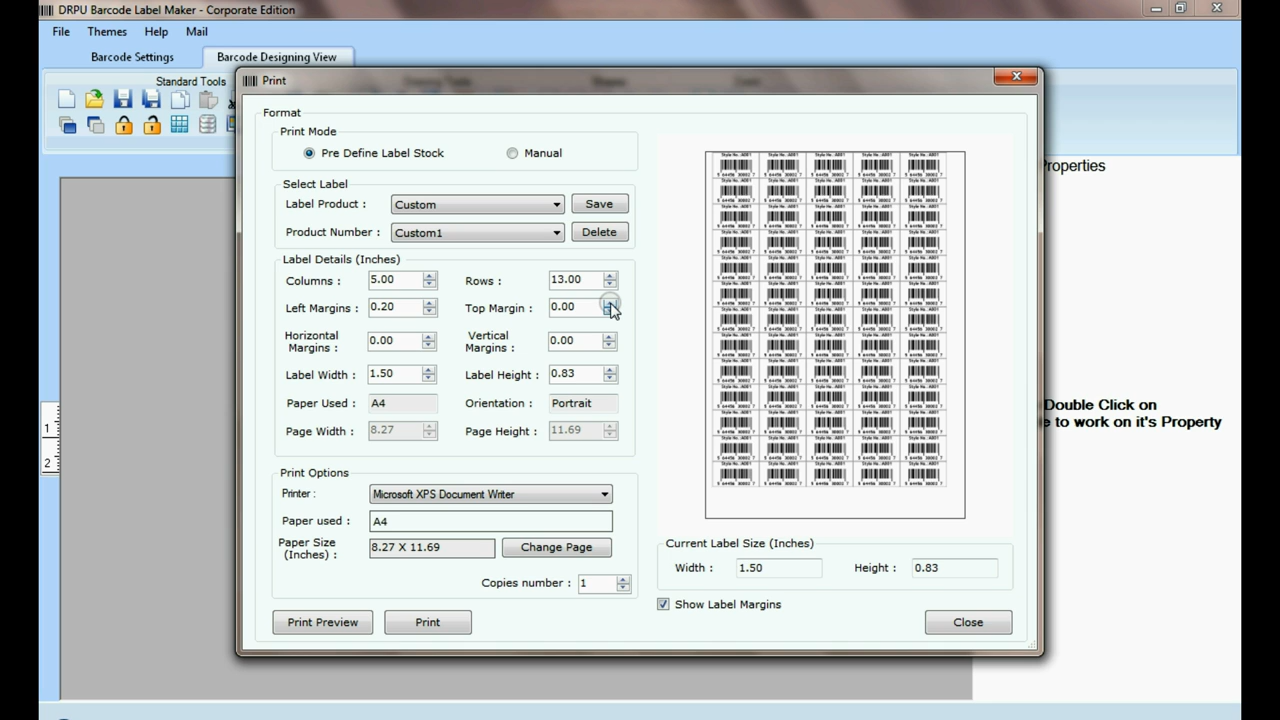 DRPU Barcode Label Maker - Corporate Edition
File Themes Help Mail
Barcode Settings Barcode Designing View
Standard Tools
Print
Format
Print Mode
Pre Define Label Stock Manual
Select Label
Label Product : Custom Save
Product Number : Custom1 Delete
Label Details (Inches)
Columns : 5.00 Rows : 13.00
Left Margins : 0.20 Top Margin : 0.00
Horizontal Margins : 0.00 Vertical Margins : 0.00
Label Width : 1.50 Label Height : 0.83
Paper Used : A4 Orientation : Portrait
Page Width : 8.27 Page Height : 11.69
Print Options
Printer : Microsoft XPS Document Writer
Paper used : A4
Paper Size (Inches) : 8.27 X 11.69 Change Page
Copies number : 1
Print Preview Print
Current Label Size (Inches)
Width : 1.50 Height : 0.83
Show Label Margins
Close
Properties
Double Click on
to work on it's Property
1
2